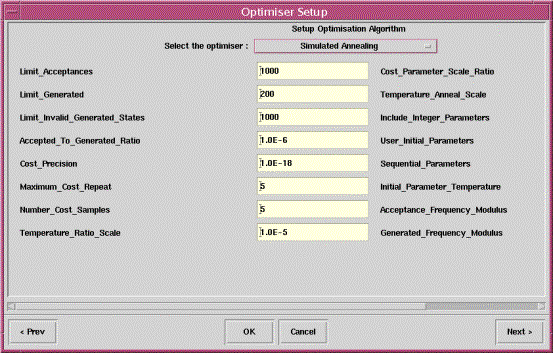 Optimiser Setup
Setup Optimisation Algorithm
Select the optimiser : Simulated Annealing
Limit_Acceptances 1000 Cost_Parameter_Scale_Ratio
Limit_Generated 200 Temperature_Anneal_Scale
Limit_Invalid_Generated_States 1000 Include_Integer_Parameters
Accepted_To_Generated_Ratio 1.0E-6 User_Initial_Parameters
Cost_Precision 1.0E-18 Sequential_Parameters
Maximum_Cost_Repeat 5 Initial_Parameter_Temperature
Number_Cost_Samples 5 Acceptance_Frequency_Modulus
Temperature_Ratio_Scale 1.0E-5 Generated_Frequency_Modulus
< Prev OK Cancel Next >